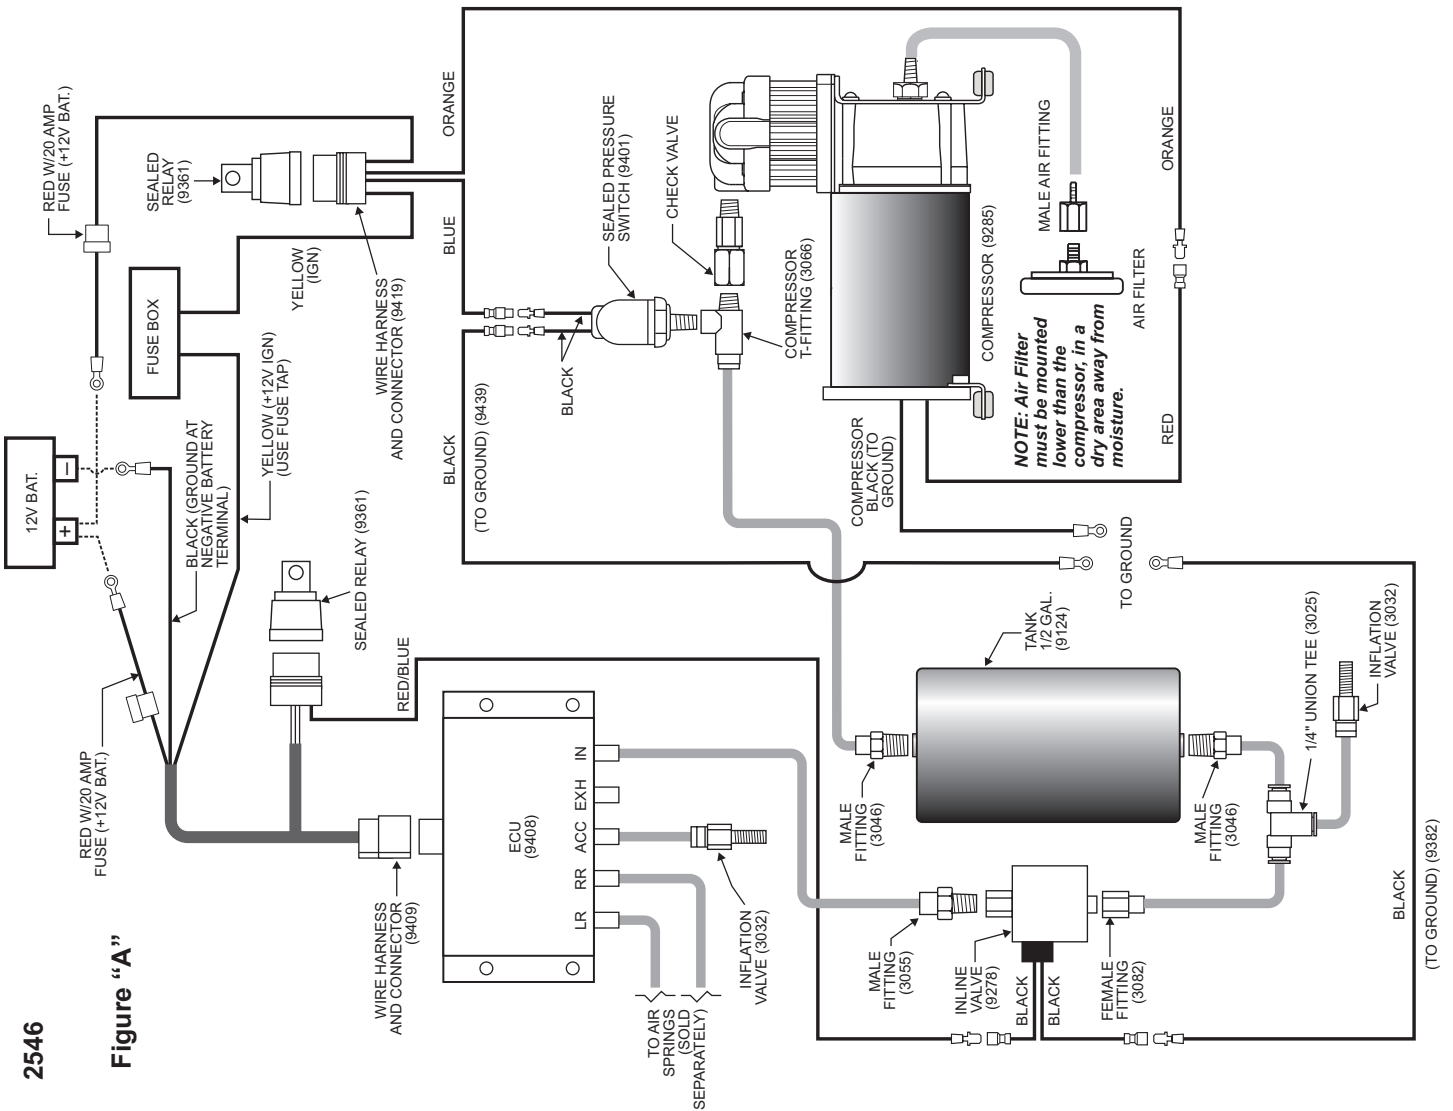 2546
Figure “A”
12V BAT.
+
–
RED W/20 AMP
FUSE (+12V BAT.)
FUSE BOX
SEALED
RELAY
(9361)
YELLOW
(IGN)
WIRE HARNESS
AND CONNECTOR (9419)
ORANGE
BLUE
BLACK
(TO GROUND) (9439)
BLACK
SEALED PRESSURE
SWITCH (9401)
CHECK VALVE
COMPRESSOR
T-FITTING (3066)
COMPRESSOR (9285)
MALE AIR FITTING
AIR FILTER
NOTE: Air Filter
must be mounted
lower than the
compressor, in a
dry area away from
moisture.
ORANGE
RED
COMPRESSOR
BLACK (TO
GROUND)
TO GROUND
RED W/20 AMP
FUSE (+12V BAT.)
BLACK (GROUND AT
NEGATIVE BATTERY
TERMINAL)
YELLOW (+12V IGN)
(USE FUSE TAP)
SEALED RELAY (9361)
RED/BLUE
WIRE HARNESS
AND CONNECTOR
(9409)
ECU
(9408)
LR
RR
ACC
EXH
IN
TO AIR
SPRINGS
(SOLD
SEPARATELY)
INFLATION
VALVE (3032)
TANK
1/2 GAL.
(9124)
MALE
FITTING
(3046)
MALE
FITTING
(3046)
1/4" UNION TEE (3025)
INFLATION
VALVE (3032)
MALE
FITTING
(3055)
INLINE
VALVE
(9278)
BLACK
BLACK
FEMALE
FITTING
(3082)
BLACK
(TO GROUND) (9382)